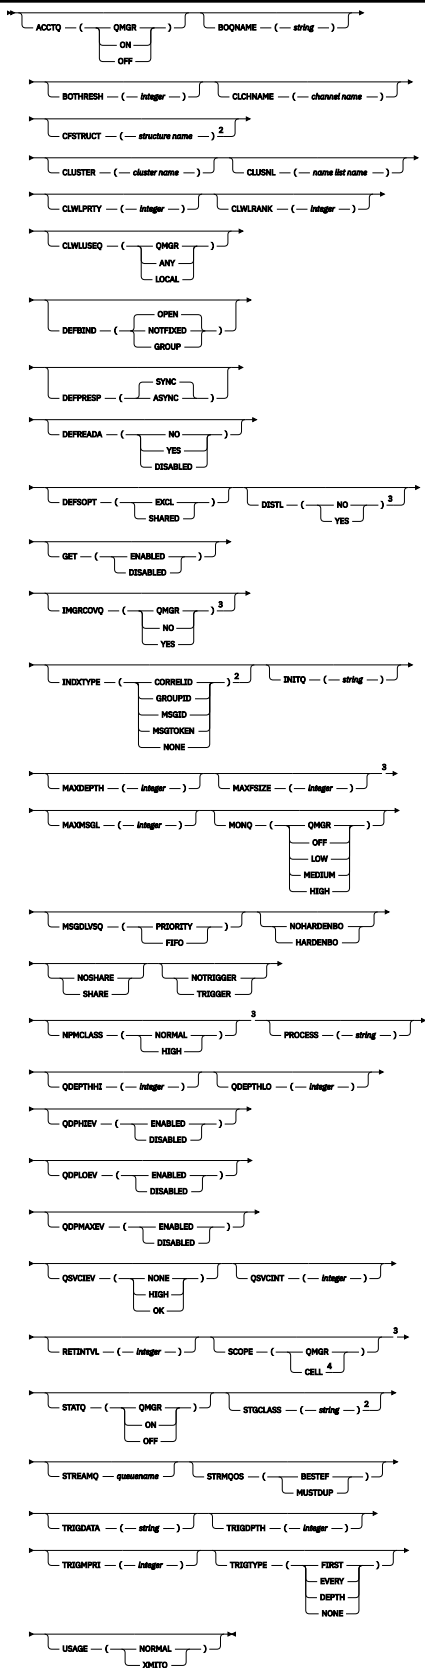 ACCTQ — ( QMGR ) BOQNAME — ( — string — )
ON
OFF
BOTHRESH — ( — integer — ) CLCHNAME — ( — channel name — )
CFSTRUCT — ( — structure name — ) 2
CLUSTER — ( — cluster name — ) CLUSNL — ( — name list name — )
CLWLPRTY — ( — integer — ) CLWLRANK — ( — integer — )
CLWLUSEQ — ( QMGR )
ANY
LOCAL
OPEN
DEFBIND — ( NOTFIXED )
GROUP
SYNC
DEFPRESP — ( ASYNC )
DEFREADA — ( NO )
YES
DISABLED
DEFSOPT — ( EXCL ) DISTL — ( NO ) 3
SHARED YES
GET — ( ENABLED )
DISABLED
IMGRCOVQ — ( QMGR ) 3
NO
YES
INDXTYPE — ( CORRELID ) 2 INITQ — ( — string — )
GROUPID
MSGID
MSGTOKEN
NONE
MAXDEPTH — ( — integer — ) MAXFSIZE — ( — integer — ) 3
MAXMSGL — ( — integer — ) MONQ — ( QMGR )
OFF
LOW
MEDIUM
HIGH
MSGDLVSQ — ( PRIORITY ) NOHARDENBO
FIFO HARDENBO
NOSHARE NOTRIGGER
SHARE TRIGGER
NPMCLASS — ( NORMAL ) 3 PROCESS — ( — string — )
HIGH
QDEPTHHI — ( — integer — ) QDEPTHLO — ( — integer — )
QDPHIEV — ( ENABLED )
DISABLED
QDPLOEV — ( ENABLED )
DISABLED
QDPMAXEV — ( ENABLED )
DISABLED
QSVCIEV — ( NONE ) QSVCINT — ( — integer — )
HIGH
OK
RETINTVL — ( — integer — ) SCOPE — ( QMGR ) 3
CELL 4
STATQ — ( QMGR ) STGCLASS — ( — string — ) 2
ON
OFF
STREAMQ — queuename STRMQOS — ( BESTEF )
MUSTDUP
TRIGDATA — ( — string — ) TRIGDPTH — ( — integer — )
TRIGMPRI — ( — integer — ) TRIGTYPE — ( FIRST )
EVERY
DEPTH
NONE
USAGE — ( NORMAL )
XMITQ